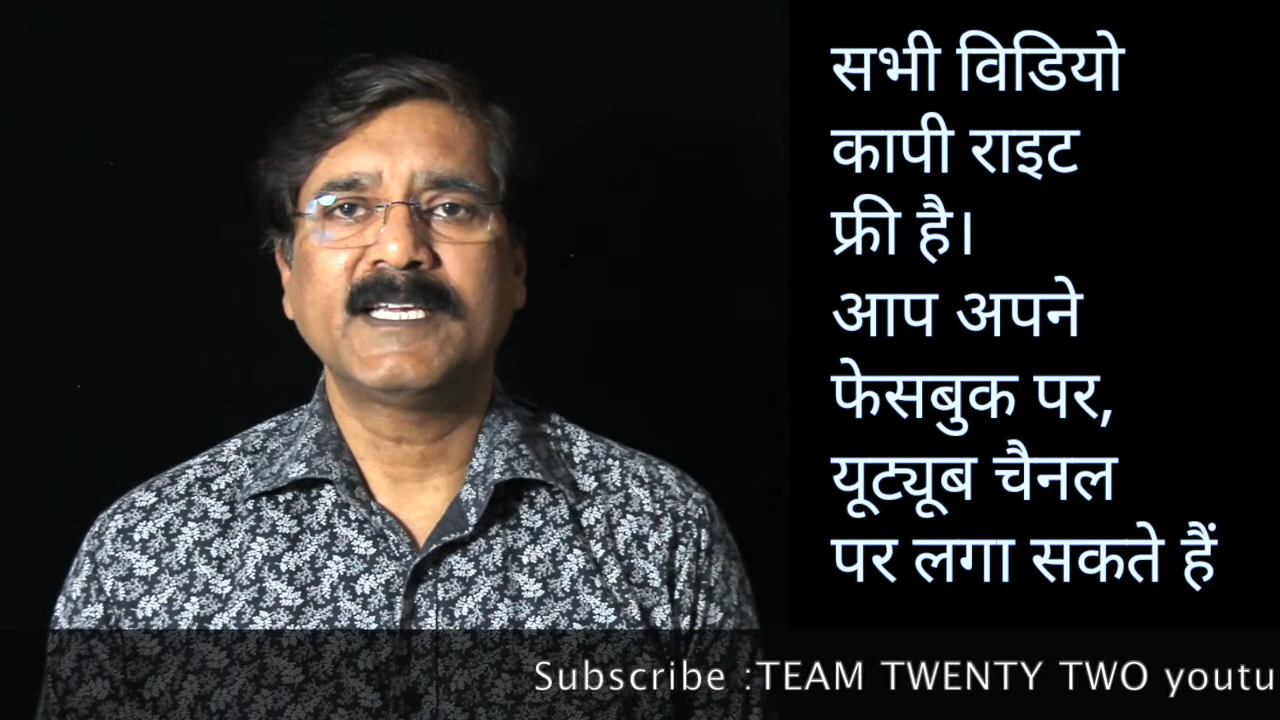 सभी विडियो
कापी राइट
फ्री है।
आप अपने
फेसबुक पर,
यूट्यूब चैनल
पर लगा सकते हैं
Subscribe :TEAM TWENTY TWO youtu